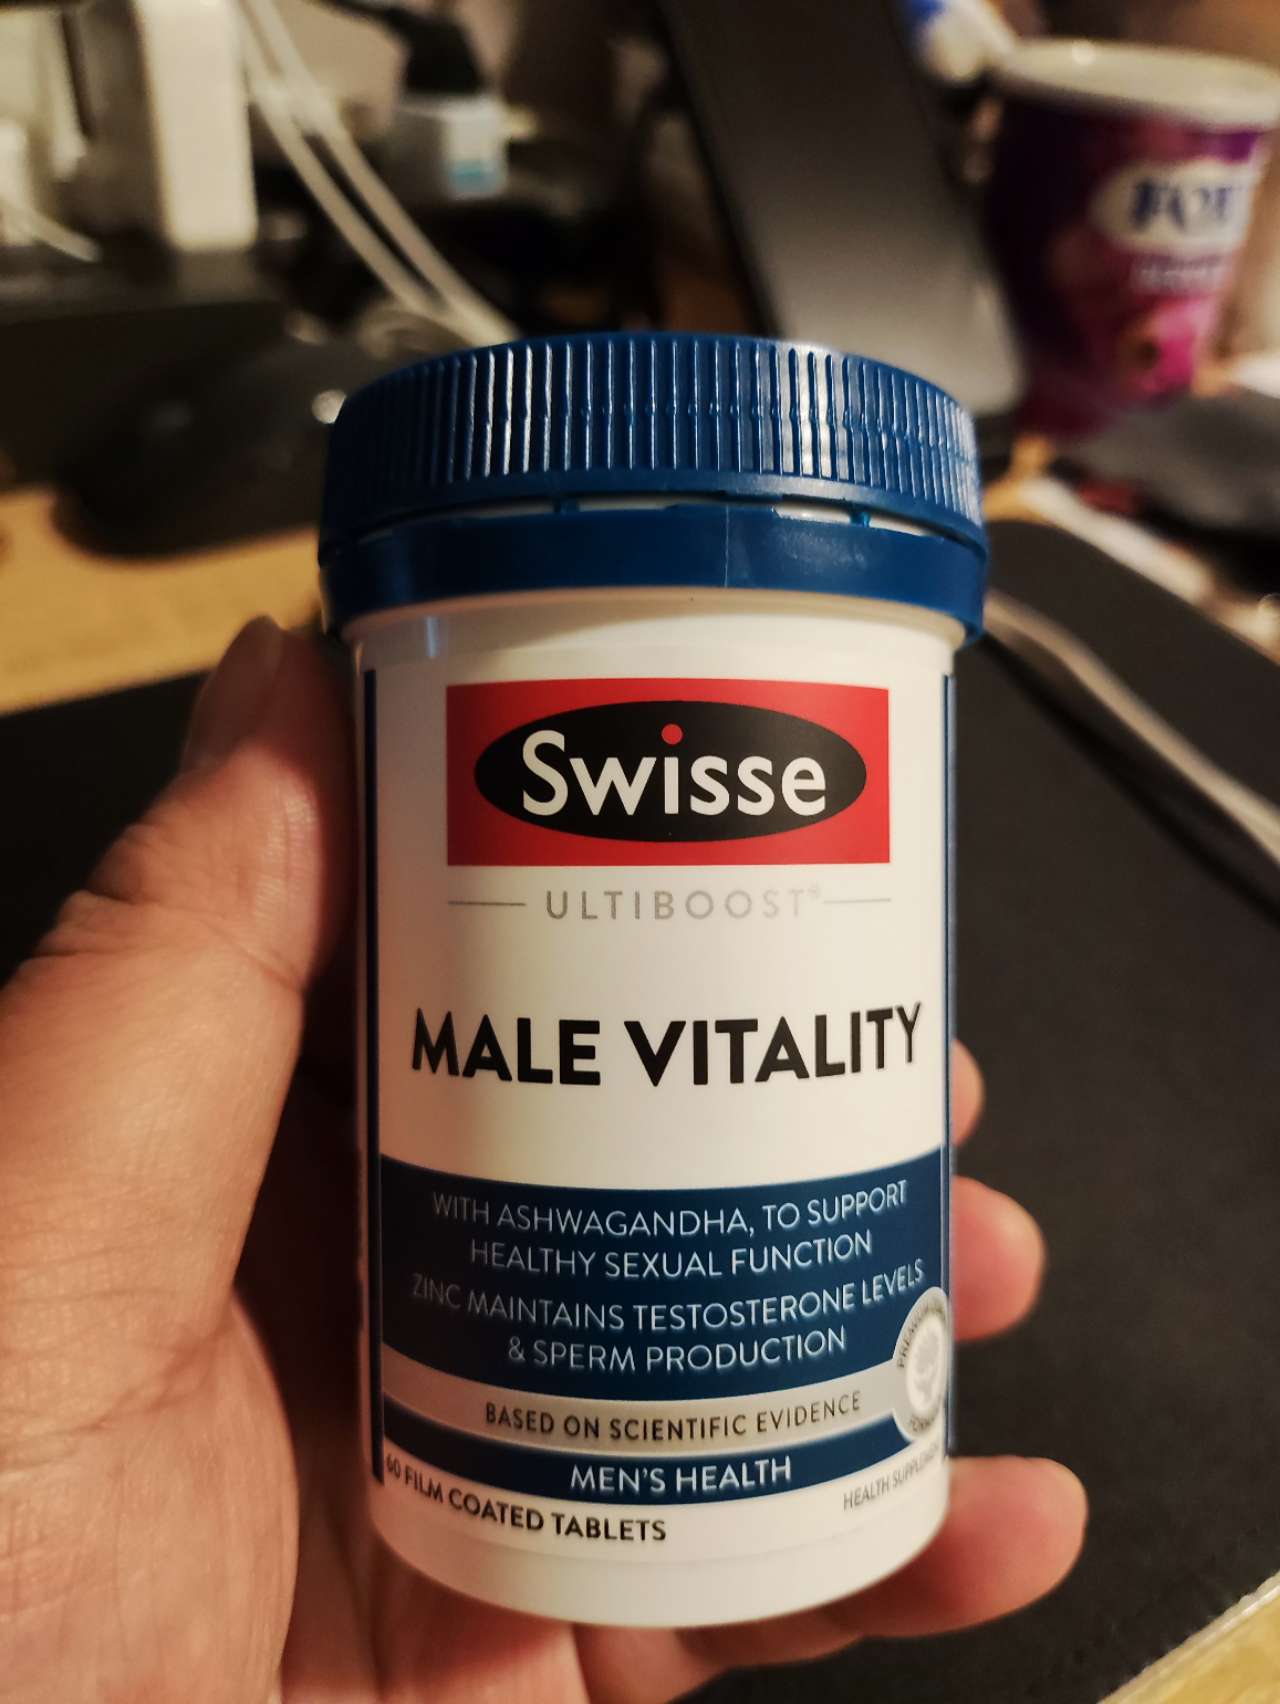 Swisse
ULTIBOOST®
MALE VITALITY
WITH ASHWAGANDHA, TO SUPPORT
HEALTHY SEXUAL FUNCTION
ZINC MAINTAINS TESTOSTERONE LEVELS
& SPERM PRODUCTION
BASED ON SCIENTIFIC EVIDENCE
MEN'S HEALTH
60 FILM COATED TABLETS
HEALTH